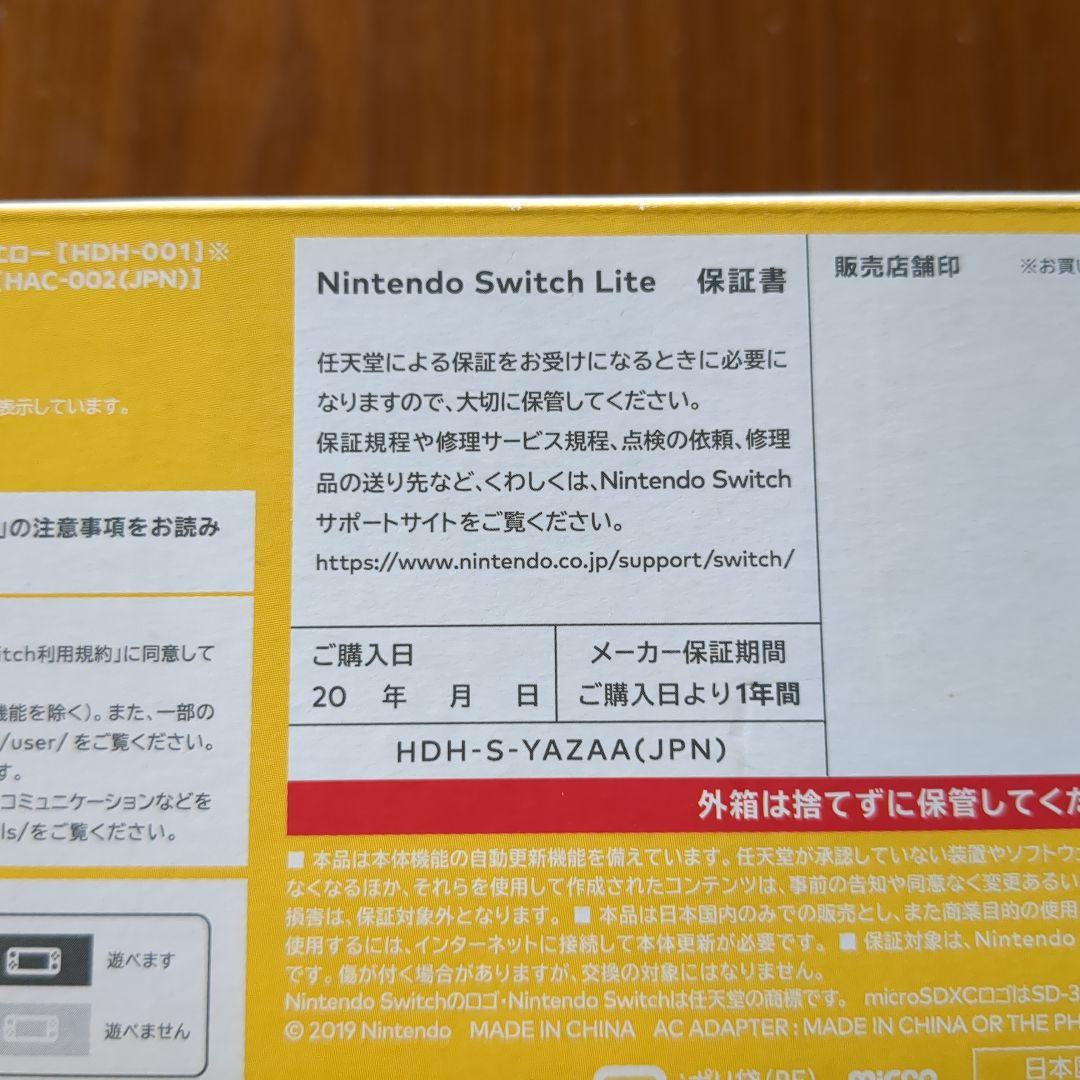 エロー[HDH-001]※
[HAC-002(JPN)]
表示しています。
」の注意事項をお読み
itch利用規約」に同意して
機能を除く)。また、一部の
/user/ をご覧ください。
す。
コミュニケーションなどを
ls/をご覧ください。
遊べます
遊べません
Nintendo Switch Lite 保証書
任天堂による保証をお受けになるときに必要に
なりますので、大切に保管してください。
保証規程や修理サービス規程、点検の依頼、修理
品の送り先など、くわしくは、Nintendo Switch
サポートサイトをご覧ください。
https://www.nintendo.co.jp/support/switch/
ご購入日
20 年 月 日
メーカー保証期間
ご購入日より1年間
HDH-S-YAZAA(JPN)
販売店舗印 ※お買い
外箱は捨てずに保管してくだ
■ 本品は本体機能の自動更新機能を備えています。任天堂が承認していない装置やソフトウェ
なくなるほか、それらを使用して作成されたコンテンツは、事前の告知や同意なく変更あるい
損害は、保証対象外となります。 ■ 本品は日本国内のみでの販売とし、また商業目的の使用
使用するには、インターネットに接続して本体更新が必要です。 ■ 保証対象は、Nintendo
です。傷が付く場合がありますが、交換の対象にはなりません。
Nintendo Switchのロゴ・Nintendo Switchは任天堂の商標です。 microSDXCロゴはSD-3
© 2019 Nintendo MADE IN CHINA AC ADAPTER : MADE IN CHINA OR THE PH
:ポリ袋(PE) micro 日本国